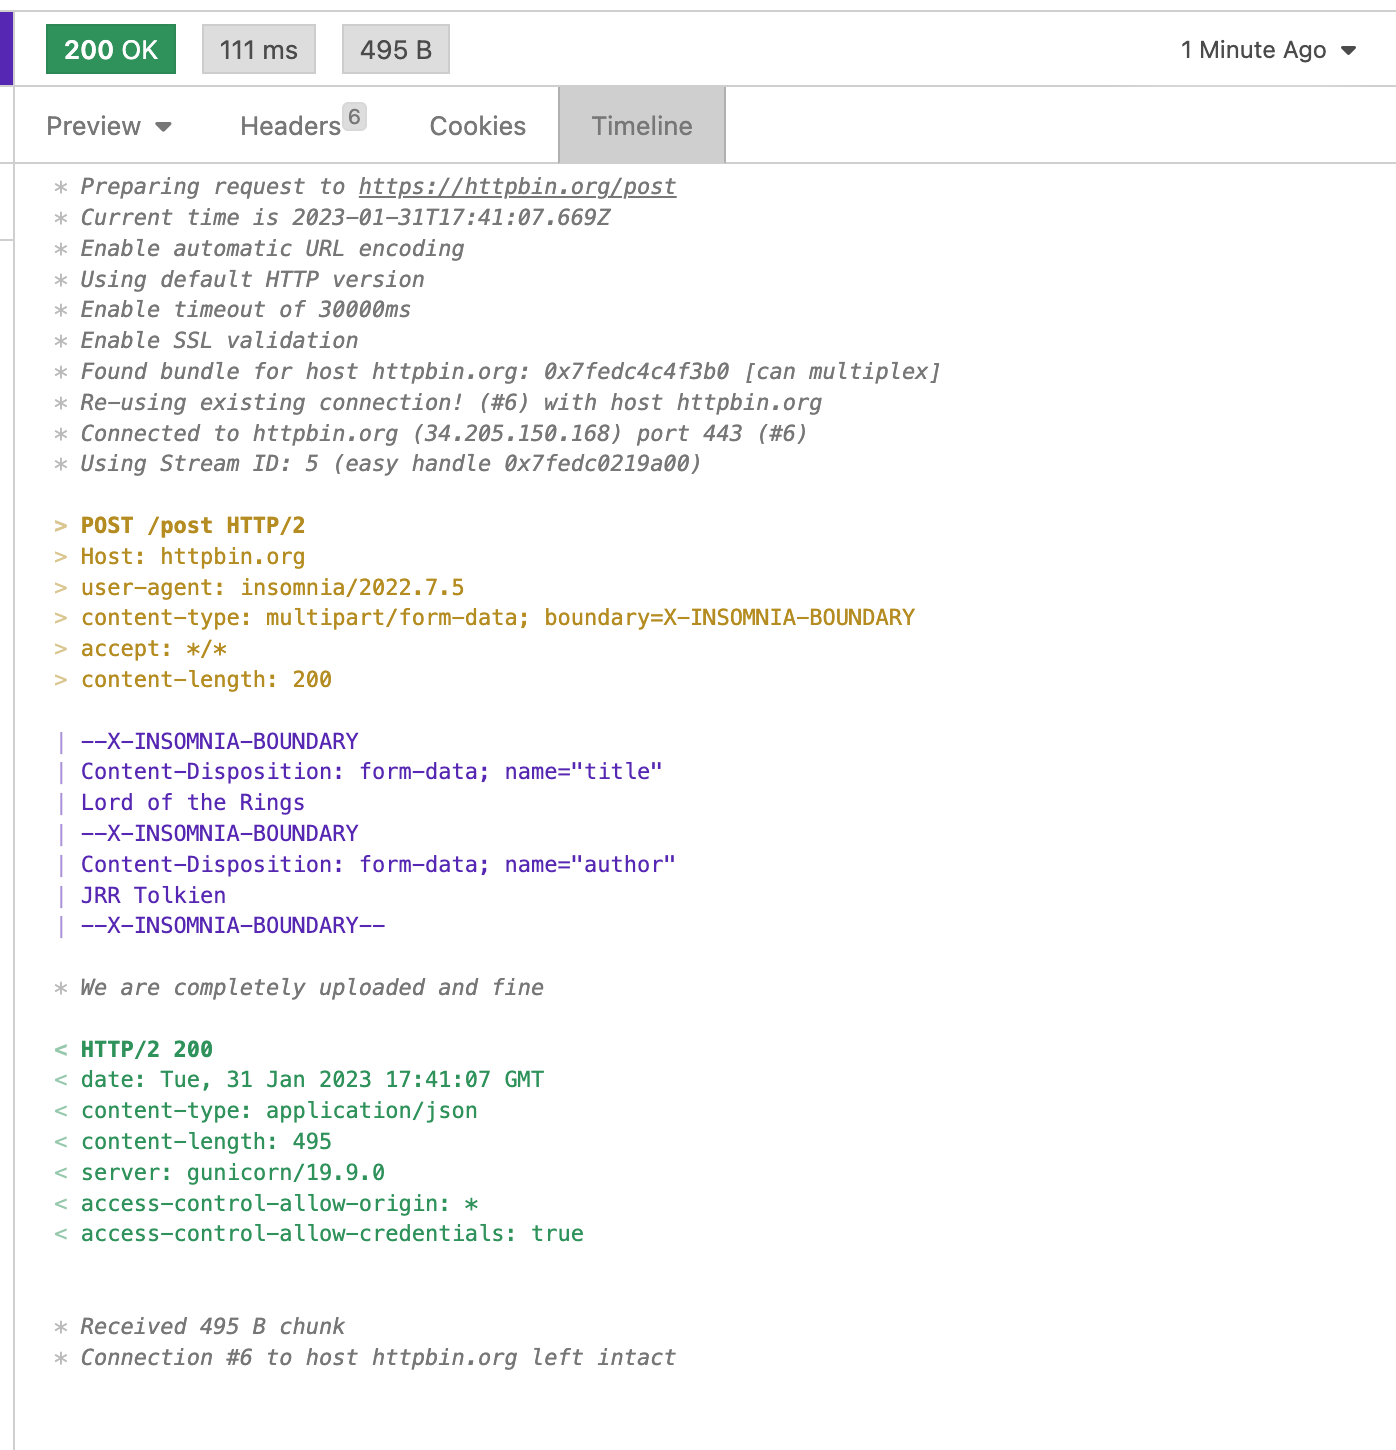 200 OK 111 ms 495 B 1 Minute Ago
Preview Headers 6 Cookies Timeline
* Preparing request to https://httpbin.org/post
* Current time is 2023-01-31T17:41:07.669Z
* Enable automatic URL encoding
* Using default HTTP version
* Enable timeout of 30000ms
* Enable SSL validation
* Found bundle for host httpbin.org: 0x7fedc4c4f3b0 [can multiplex]
* Re-using existing connection! (#6) with host httpbin.org
* Connected to httpbin.org (34.205.150.168) port 443 (#6)
* Using Stream ID: 5 (easy handle 0x7fedc0219a00)
> POST /post HTTP/2
> Host: httpbin.org
> user-agent: insomnia/2022.7.5
> content-type: multipart/form-data; boundary=X-INSOMNIA-BOUNDARY
> accept: */*
> content-length: 200
| --X-INSOMNIA-BOUNDARY
| Content-Disposition: form-data; name="title"
| Lord of the Rings
| --X-INSOMNIA-BOUNDARY
| Content-Disposition: form-data; name="author"
| JRR Tolkien
| --X-INSOMNIA-BOUNDARY--
* We are completely uploaded and fine
< HTTP/2 200
< date: Tue, 31 Jan 2023 17:41:07 GMT
< content-type: application/json
< content-length: 495
< server: gunicorn/19.9.0
< access-control-allow-origin: *
< access-control-allow-credentials: true
* Received 495 B chunk
* Connection #6 to host httpbin.org left intact